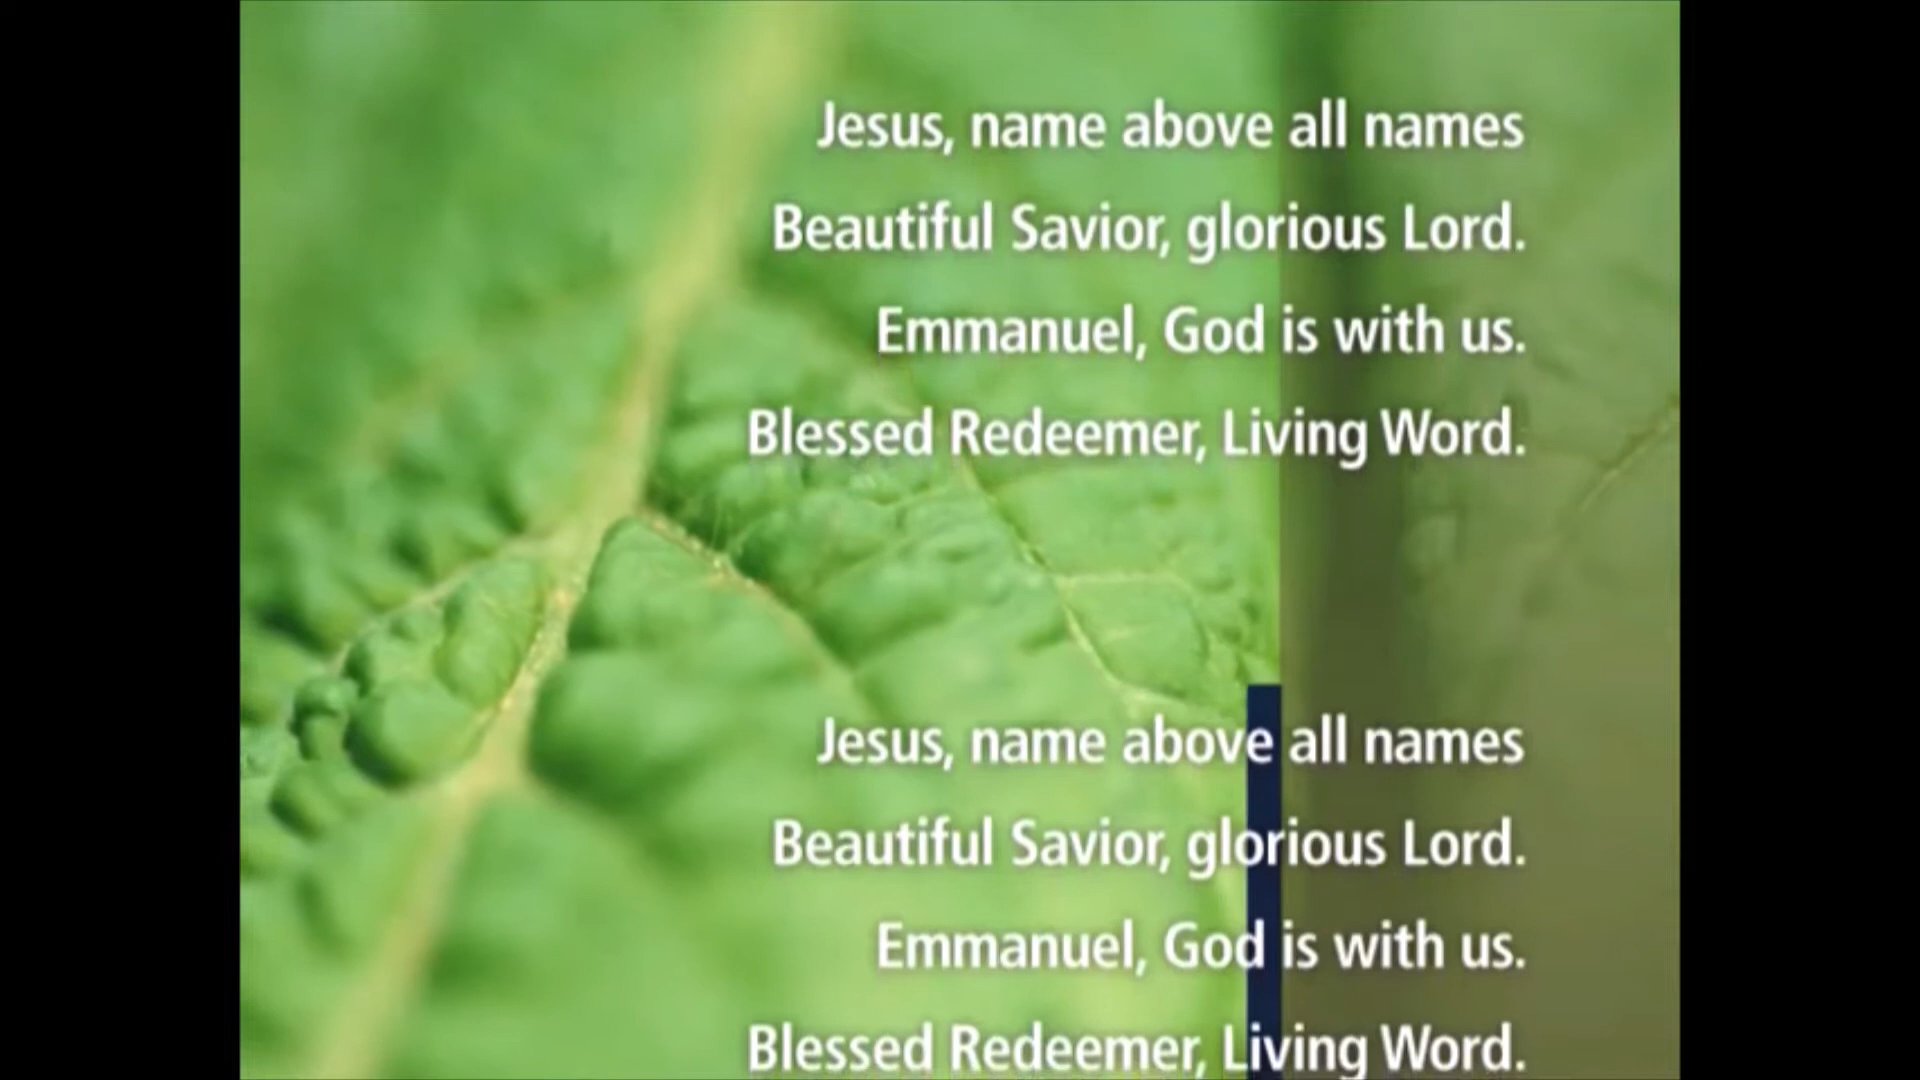 Jesus, name above all names
Beautiful Savior, glorious Lord.
Emmanuel, God is with us.
Blessed Redeemer, Living Word.
Jesus, name above all names
Beautiful Savior, glorious Lord.
Emmanuel, God is with us.
Blessed Redeemer, Living Word.